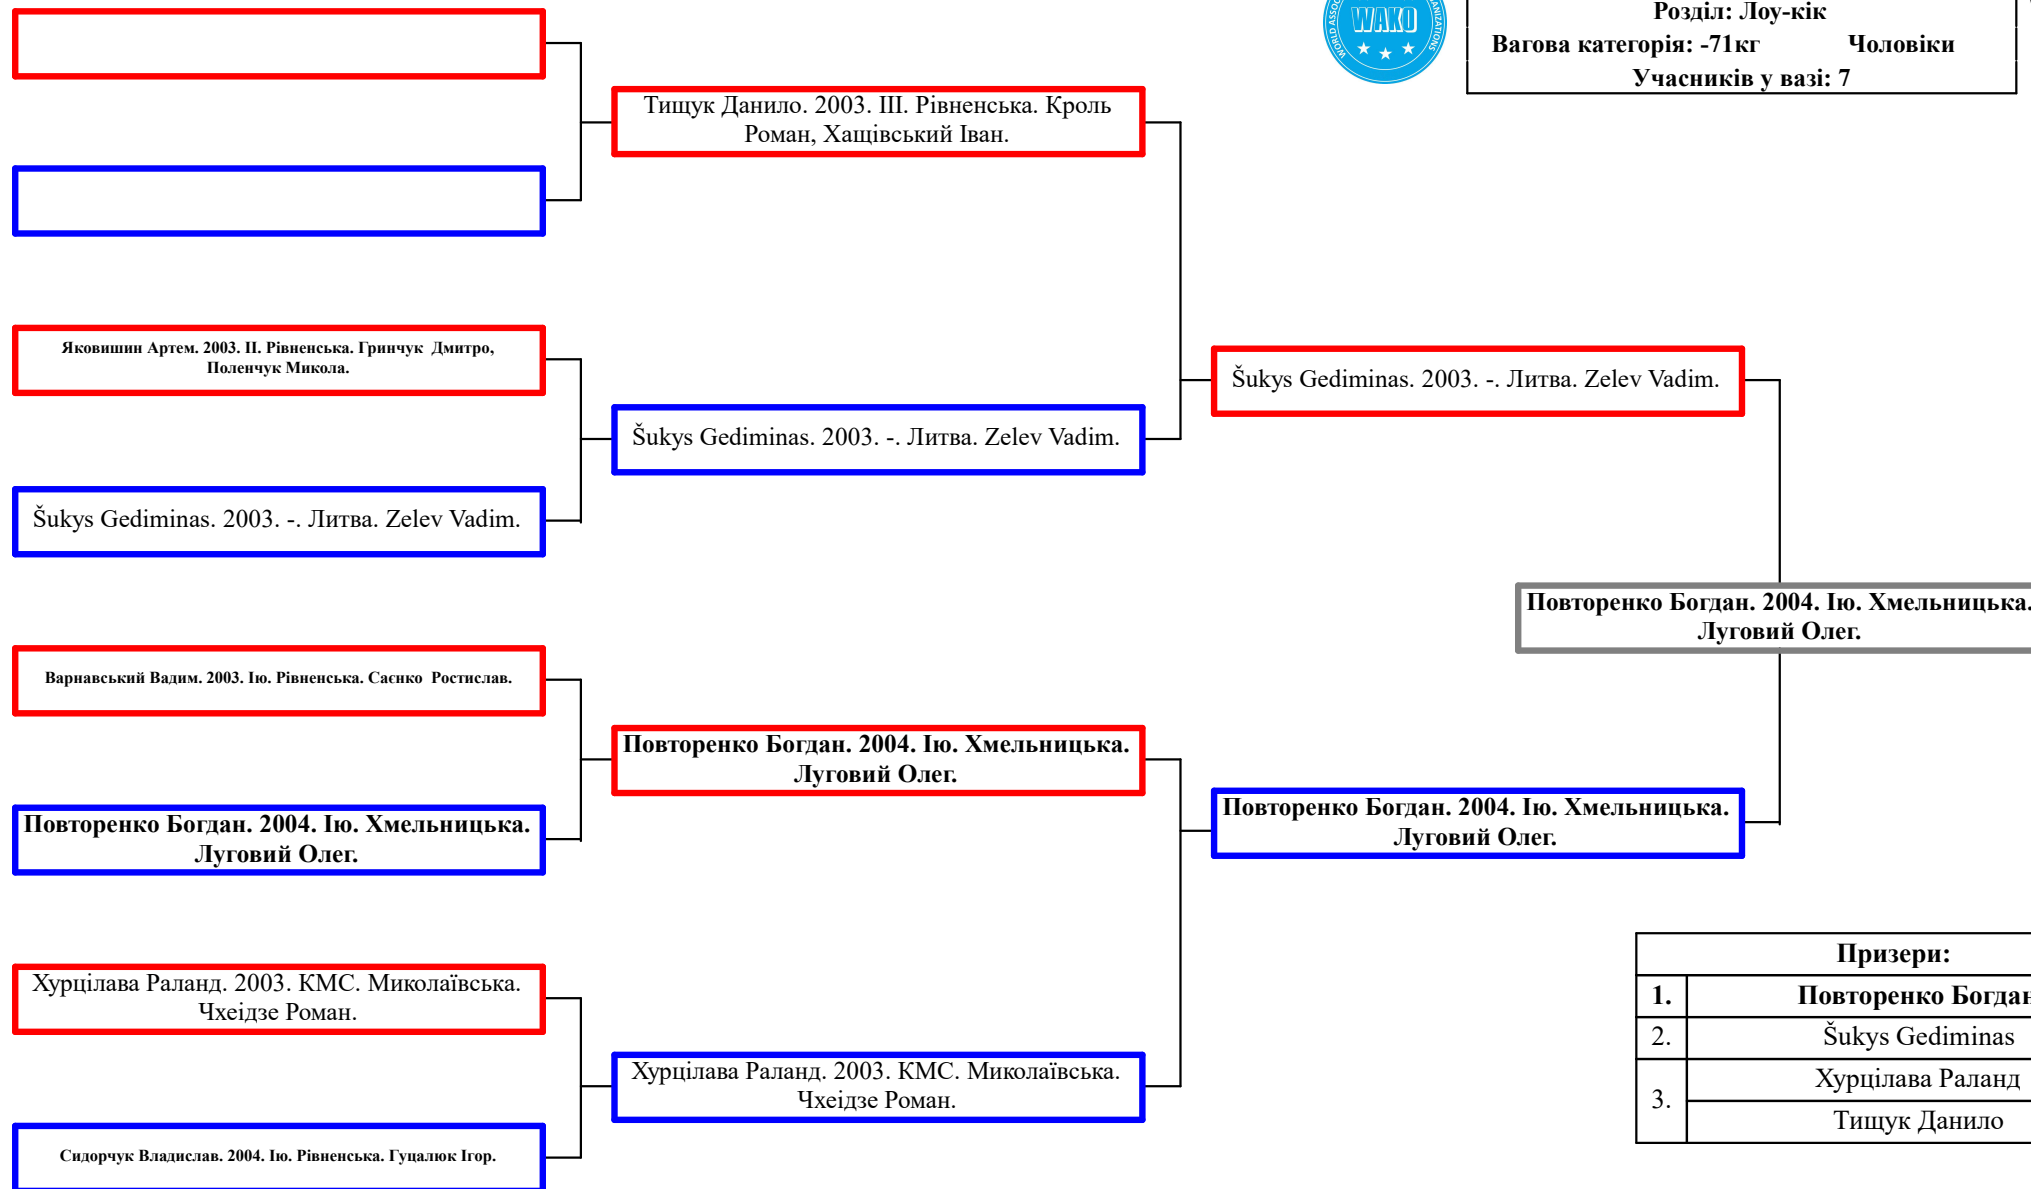 WAKO
Розділ: Лоу-кік
Вагова категорія: -71кг Чоловіки
Учасників у вазі: 7
Тищук Данило. 2003. III. Рівненська. Кроль
Роман, Хащівський Іван.
Яковишин Артем. 2003. II. Рівненська. Гринчук Дмитро,
Поленчук Микола.
Šukys Gediminas. 2003. -. Литва. Zelev Vadim.
Šukys Gediminas. 2003. -. Литва. Zelev Vadim.
Šukys Gediminas. 2003. -. Литва. Zelev Vadim.
Повторенко Богдан. 2004. Iю. Хмельницька.
Луговий Олег.
Варнавський Вадим. 2003. Iю. Рівненська. Саєнко Ростислав.
Повторенко Богдан. 2004. Iю. Хмельницька.
Луговий Олег.
Повторенко Богдан. 2004. Iю. Хмельницька.
Луговий Олег.
Повторенко Богдан. 2004. Iю. Хмельницька.
Луговий Олег.
Хурцілава Раланд. 2003. КМС. Миколаївська.
Чхеідзе Роман.
Хурцілава Раланд. 2003. КМС. Миколаївська.
Чхеідзе Роман.
Сидорчук Владислав. 2004. Iю. Рівненська. Гуцалюк Ігор.
Призери:
1. Повторенко Богдан
2. Šukys Gediminas
3. Хурцілава Раланд
Тищук Данило